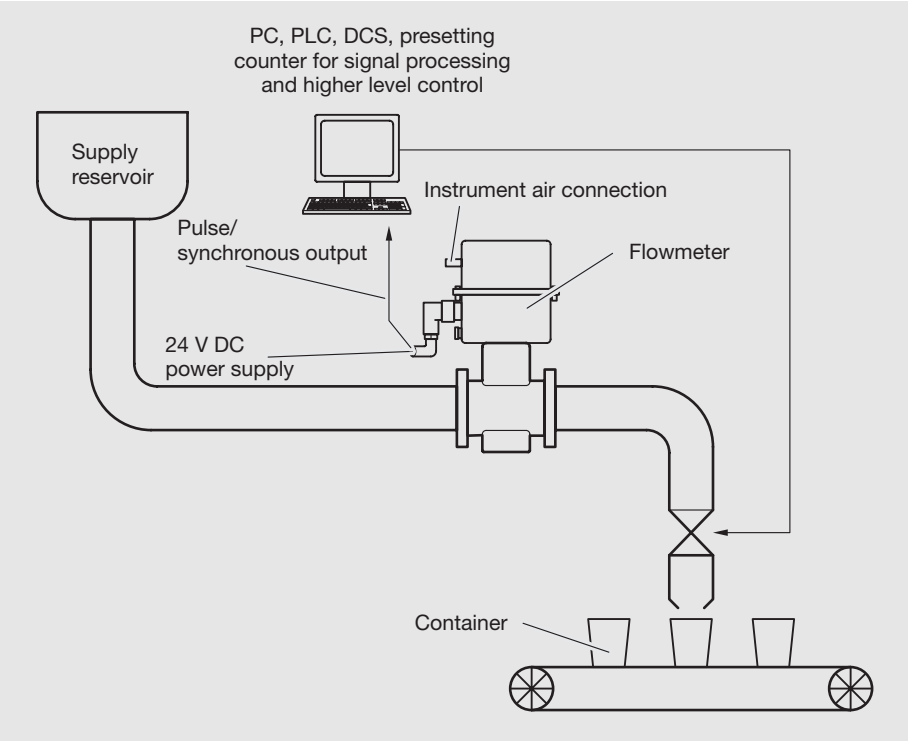 PC, PLC, DCS, presetting
counter for signal processing
and higher level control
Supply
reservoir
Instrument air connection
Pulse/
synchronous output
Flowmeter
24 V DC
power supply
Container